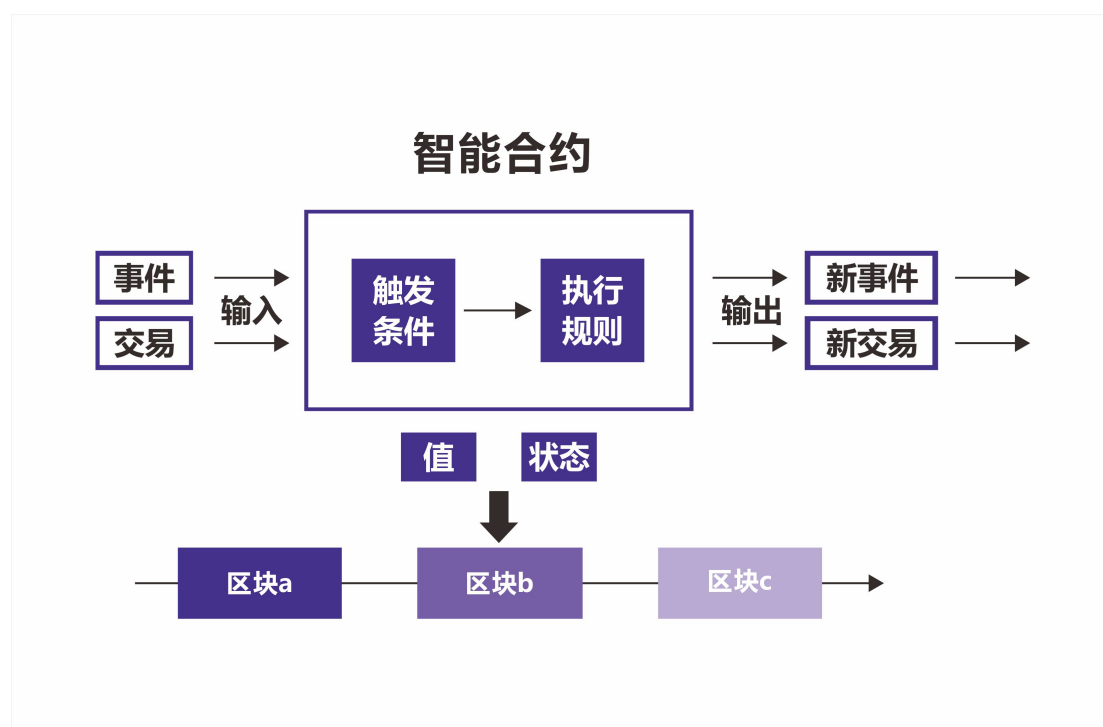 智能合约
事件
交易
输入
触发
条件
执行
规则
输出
新事件
新交易
值
状态
区块a
区块b
区块c